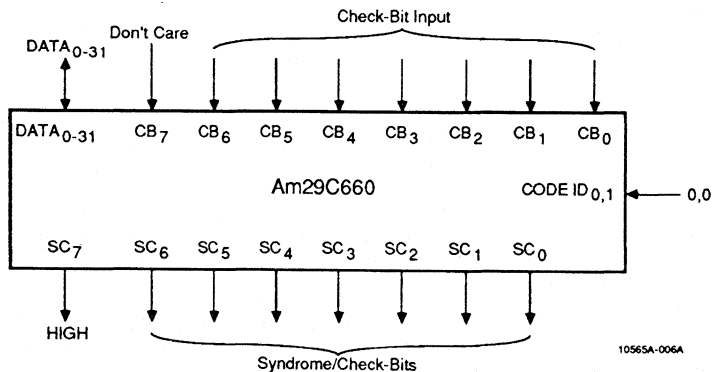 Check-Bit Input
DATA0-31 Don't Care
DATA0-31 CB7 CB6 CB5 CB4 CB3 CB2 CB1 CB0
Am29C660 CODE ID0,1 0,0
SC7 SC6 SC5 SC4 SC3 SC2 SC1 SC0
HIGH
Syndrome/Check-Bits
10565A-006A